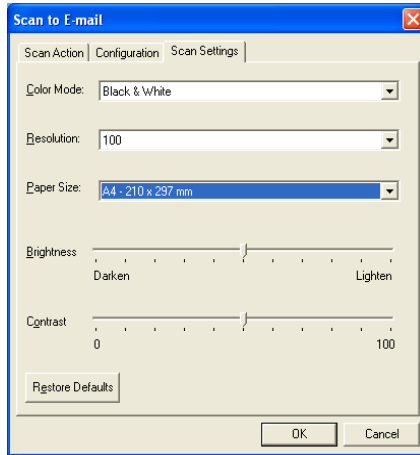 Scan to E-mail
Scan Action Configuration Scan Settings
Color Mode: Black & White
Resolution: 100
Paper Size: A4 - 210 x 297 mm
Brightness
Darken Lighten
Contrast
0 100
Restore Defaults
OK Cancel